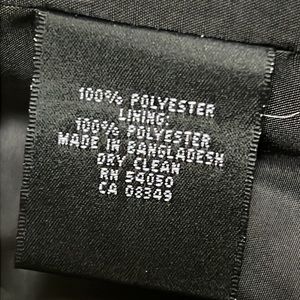 100% POLYESTER
LINING:
100% POLYESTER
MADE IN BANGLADESH
DRY CLEAN
RN 54050
CA 08349